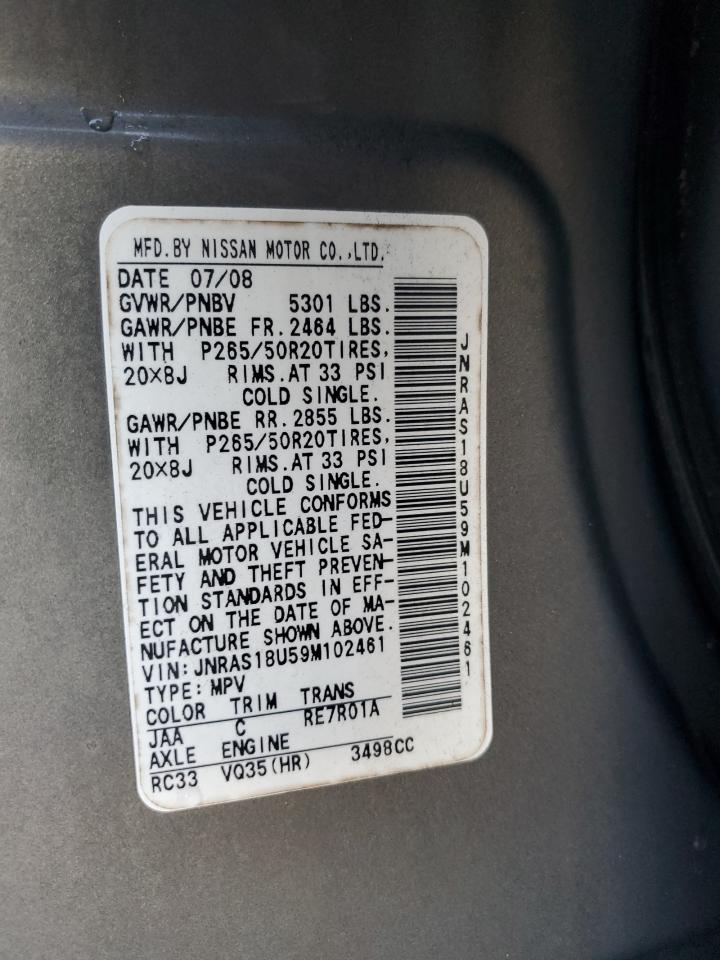 MFD.BY NISSAN MOTOR CO.,LTD.
DATE 07/08
GVWR/PNBV 5301 LBS.
GAWR/PNBE FR.2464 LBS.
WITH P265/50R20TIRES,
20×8J RIMS.AT 33 PSI
COLD SINGLE.
GAWR/PNBE RR.2855 LBS.
WITH P265/50R20TIRES,
20×8J RIMS.AT 33 PSI
COLD SINGLE.
THIS VEHICLE CONFORMS
TO ALL APPLICABLE FED-
ERAL MOTOR VEHICLE SA-
FETY AND THEFT PREVEN-
TION STANDARDS IN EFF-
ECT ON THE DATE OF MA-
NUFACTURE SHOWN ABOVE.
VIN:JNRAS18U59M102461
TYPE:MPV
COLOR TRIM TRANS
JAA C RE7R01A
AXLE ENGINE
RC33 VQ35(HR) 3498CC
JNRAS18U59M102461